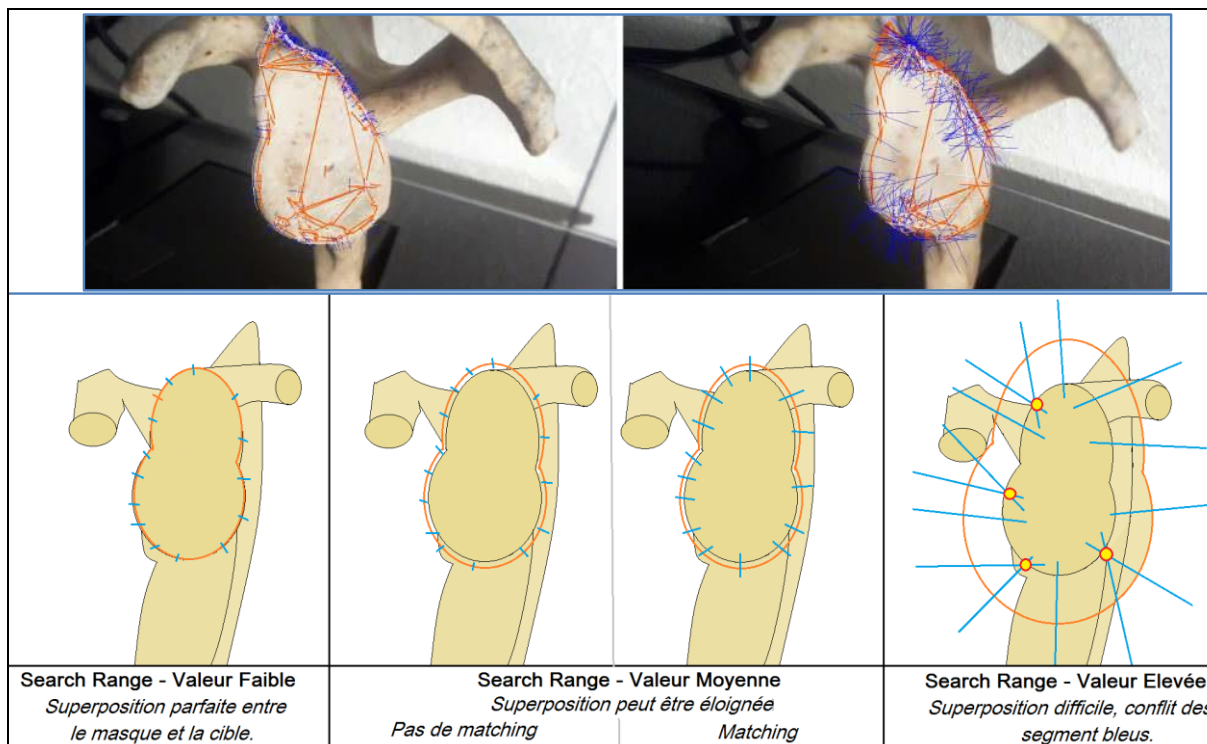 Search Range - Valeur Faible
Superposition parfaite entre
le masque et la cible.
Search Range - Valeur Moyenne
Superposition peut être éloignée
Pas de matching
Matching
Search Range - Valeur Elevée
Superposition difficile, conflit des
segment bleus.